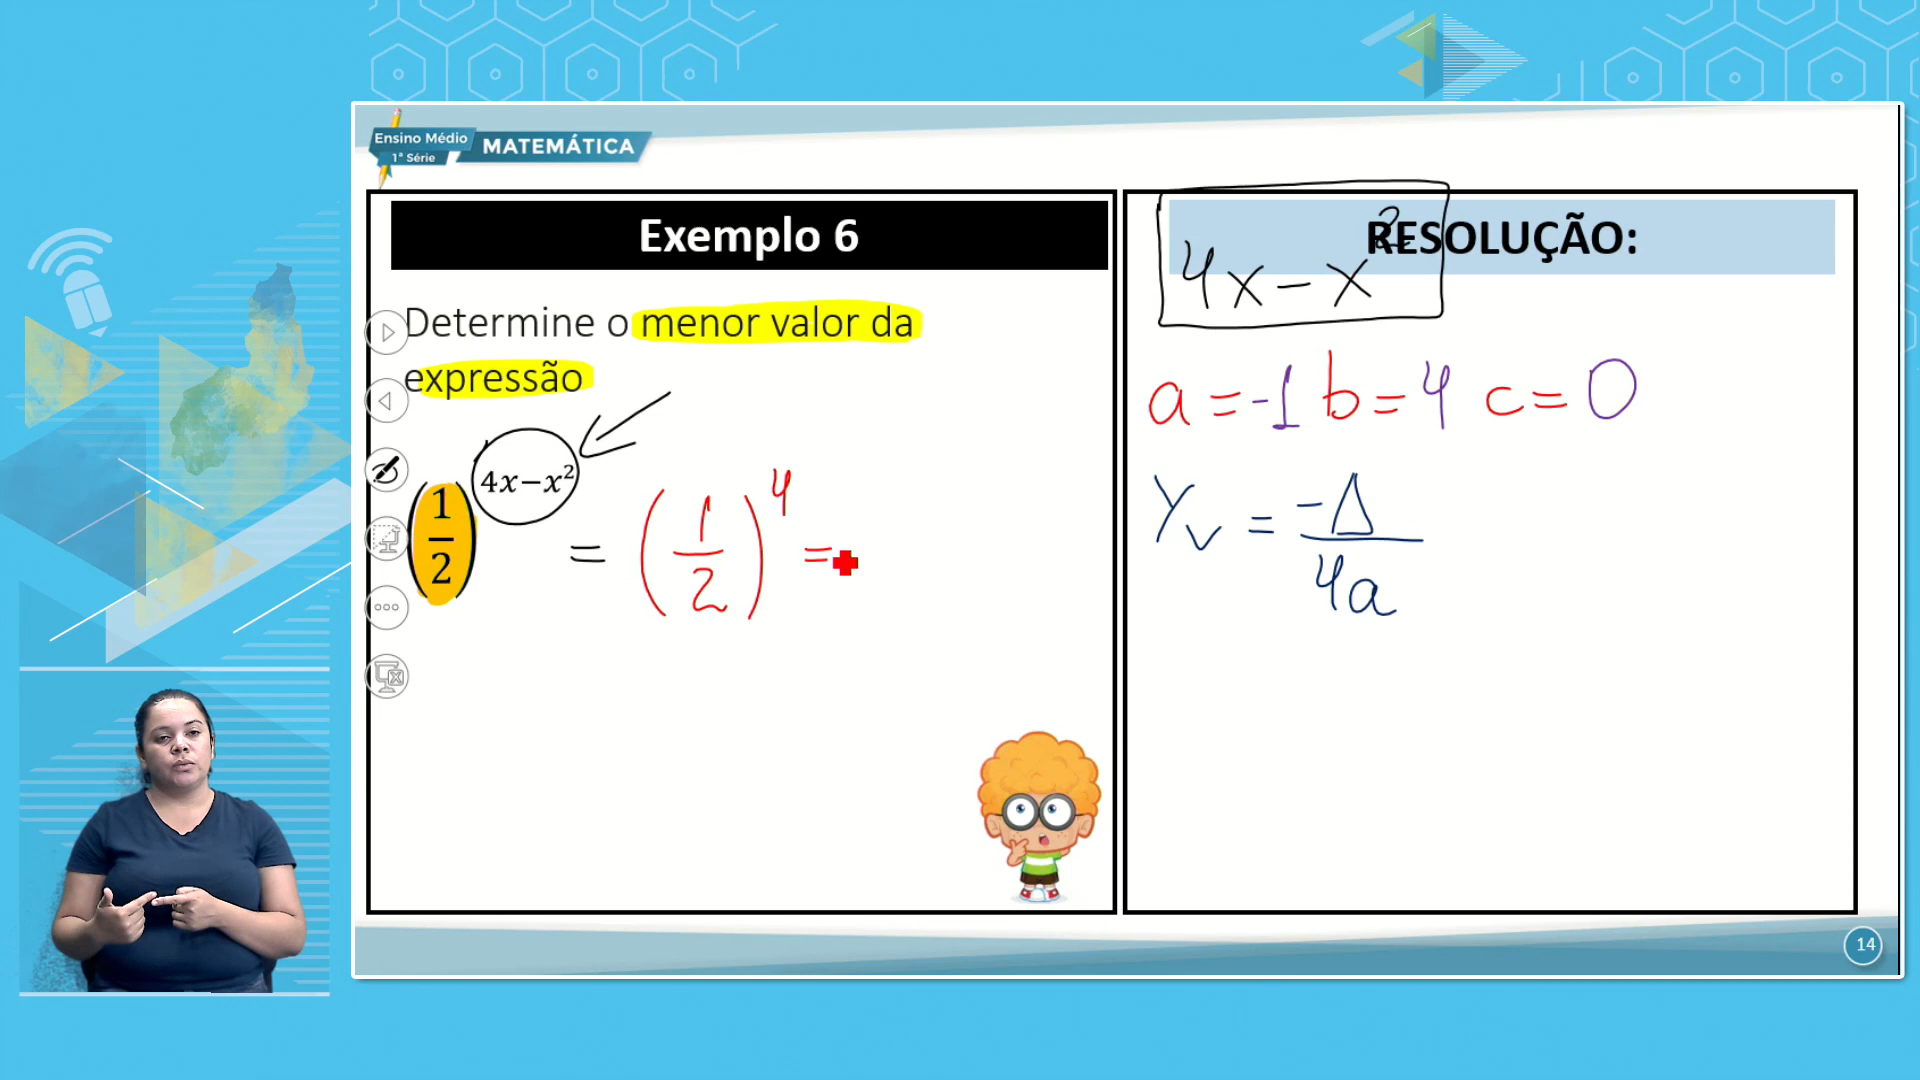 Ensino Médio
1ª Série
MATEMÁTICA
Exemplo 6
Determine o menor valor da
expressão
(1/2)^(4x−x²) = (1/2)^4 =
RESOLUÇÃO:
4x − x²
a = -1 b = 4 c = 0
Yv = -Δ/4a
14